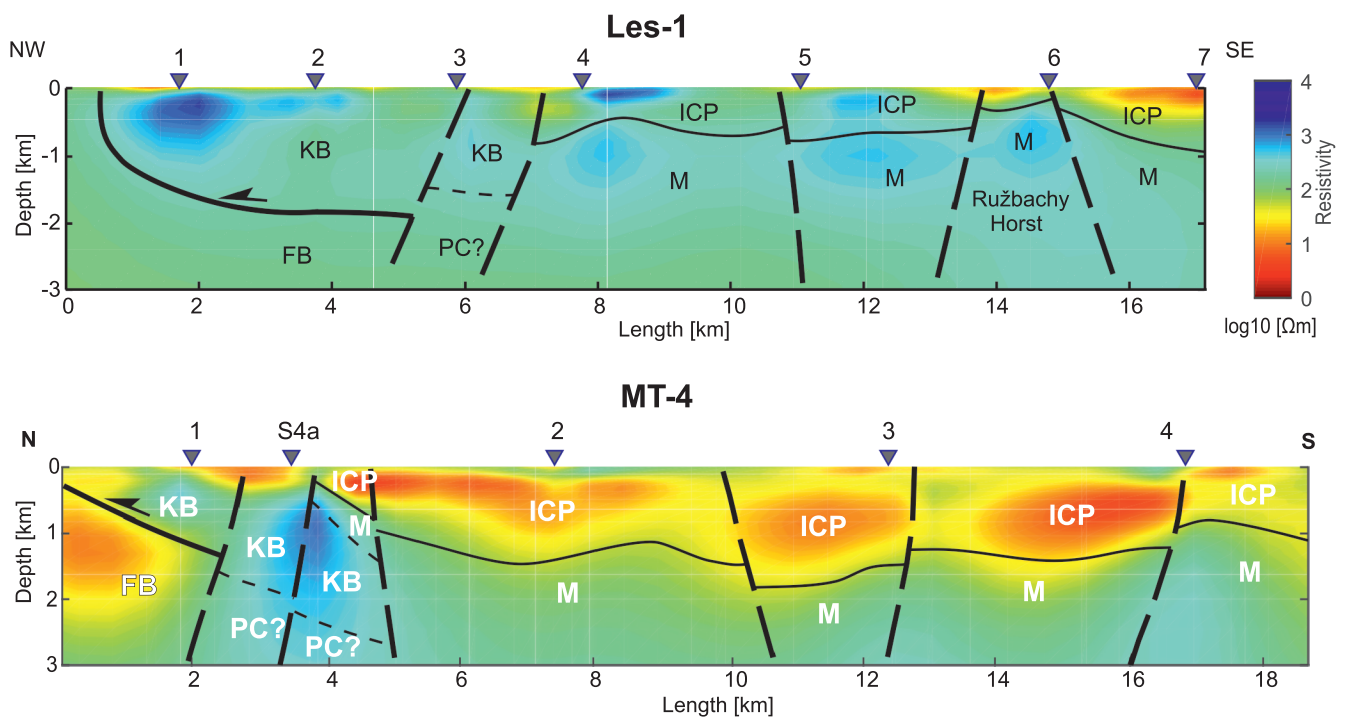 Les-1
NW
1 2 3 4 5 6 7
SE
0
-1
-2
-3
Depth [km]
KB
FB
KB
PC?
ICP
M
ICP
M
M
Ružbachy
Horst
ICP
M
0 2 4 6 8 10 12 14 16
Length [km]
4
3
2
1
0
Resistivity
log10 [Ωm]
MT-4
N
1 S4a 2 3 4
S
0
1
2
3
Depth [km]
KB
FB
KB
PC?
ICP
M
KB
PC?
ICP
M
ICP
M
ICP
M
ICP
M
2 4 6 8 10 12 14 16 18
Length [km]